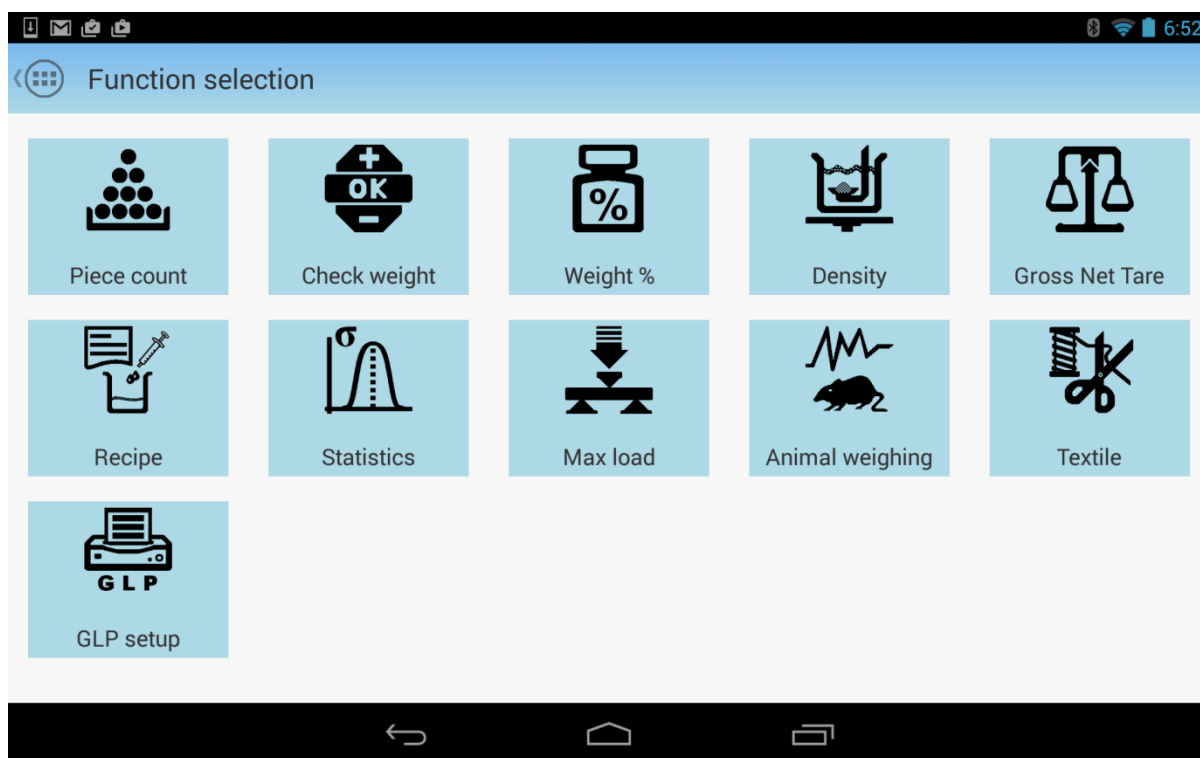 6:52
Function selection
OK
%
Piece count
Check weight
Weight %
Density
Gross Net Tare
σ
Recipe
Statistics
Max load
Animal weighing
Textile
GLP
GLP setup